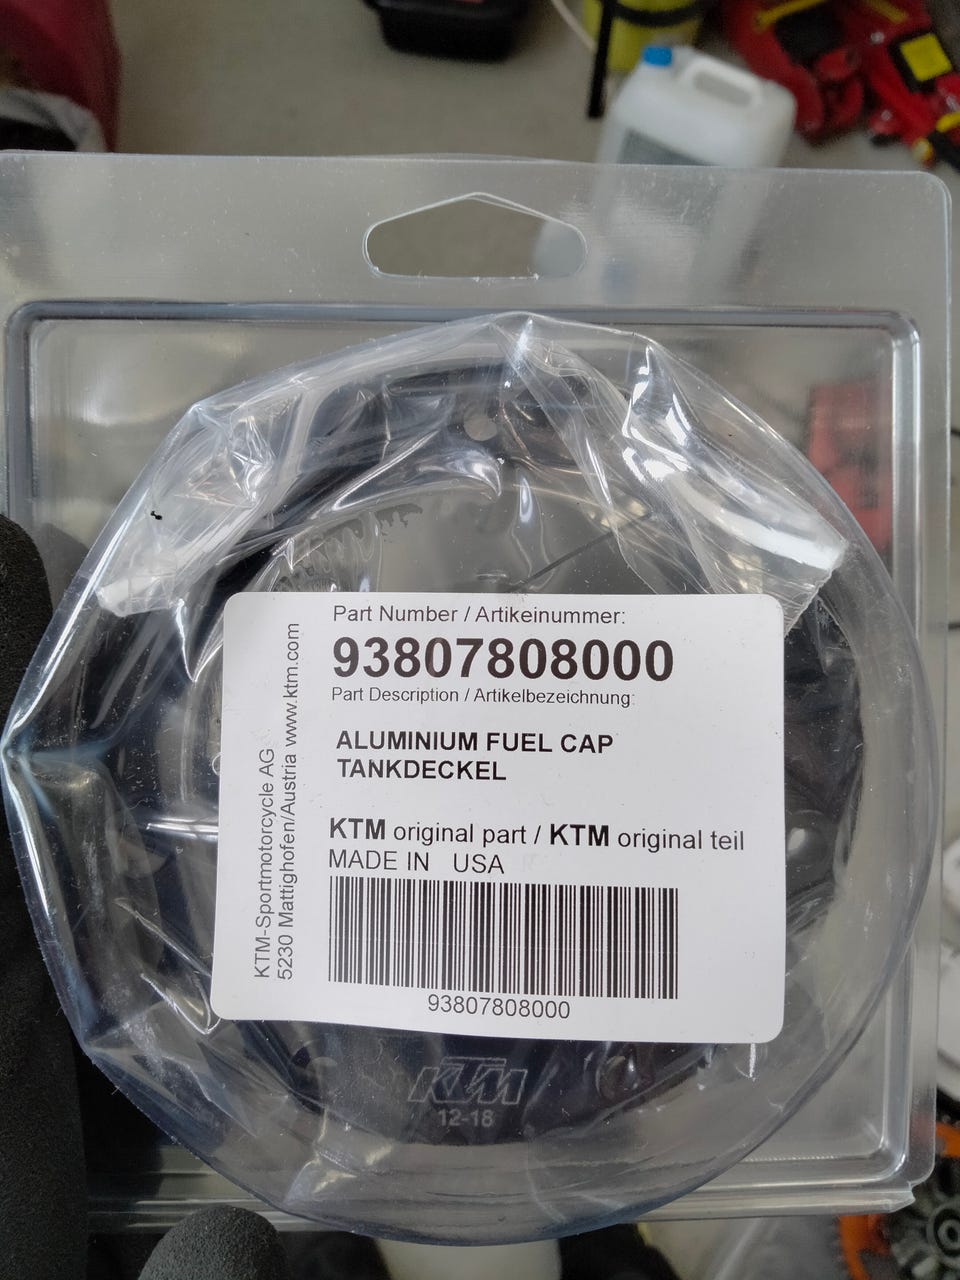 Part Number / Artikeinummer:
93807808000
Part Description / Artikelbezeichnung:
ALUMINIUM FUEL CAP
TANKDECKEL
KTM original part / KTM original teil
MADE IN USA
93807808000
KTM-Sportmotorcycle AG
5230 Mattighofen/Austria www.ktm.com
KTM
12-18